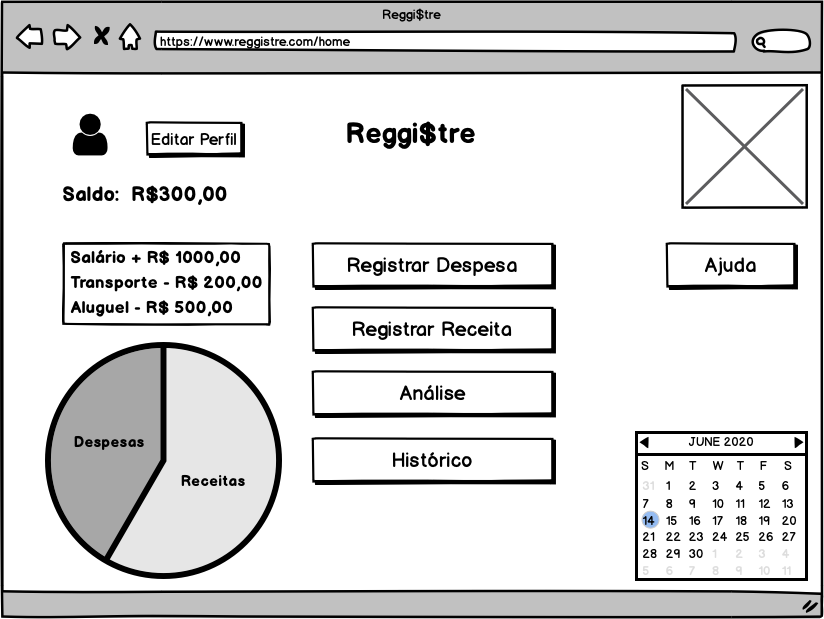 Reggi$tre
https://www.reggistre.com/home
Editar Perfil
Reggi$tre
Saldo: R$300,00
Salário + R$ 1000,00
Transporte - R$ 200,00
Aluguel - R$ 500,00
Registrar Despesa
Registrar Receita
Análise
Histórico
Ajuda
Despesas
Receitas
JUNE 2020
S M T W T F S
31 1 2 3 4 5 6
7 8 9 10 11 12 13
14 15 16 17 18 19 20
21 22 23 24 25 26 27
28 29 30 1 2 3 4
5 6 7 8 9 10 11